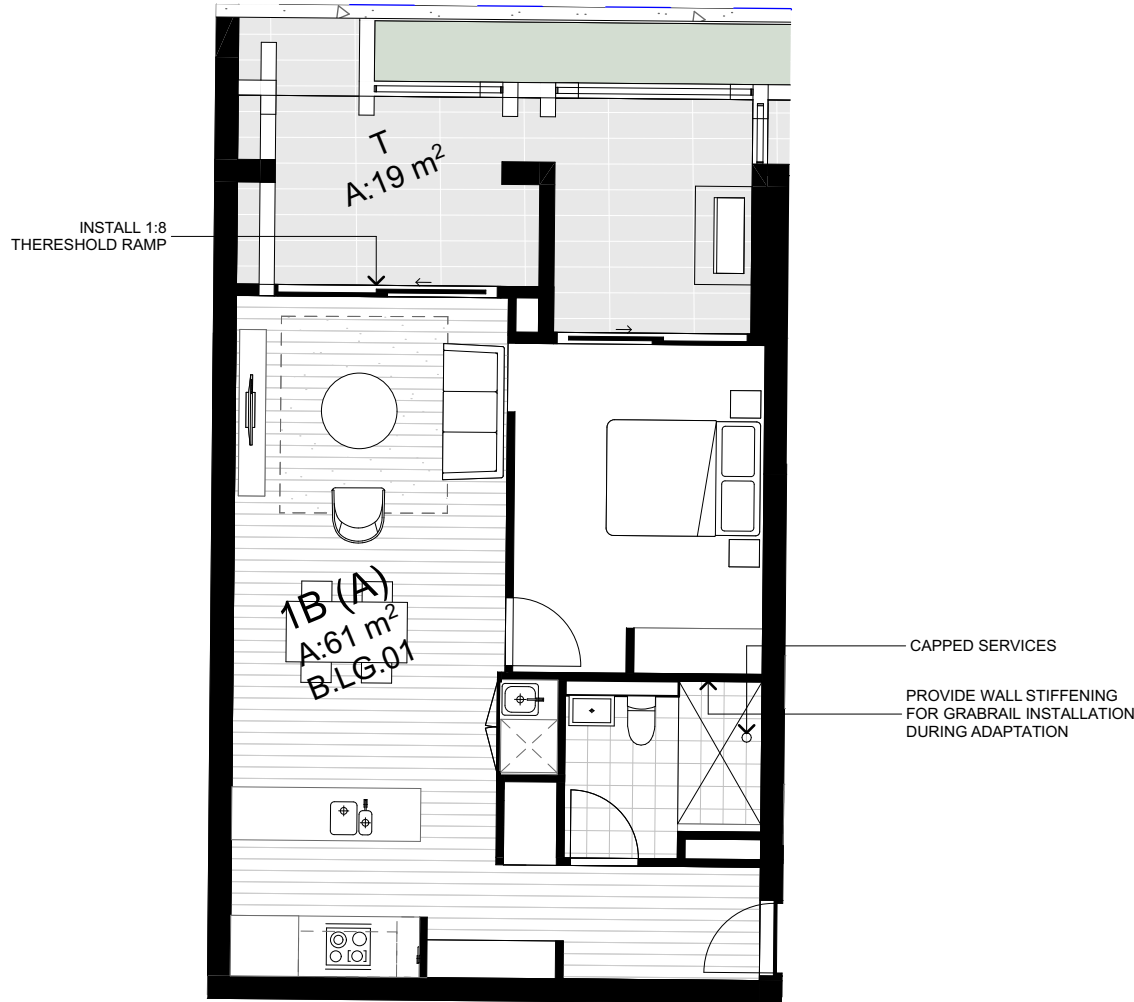 T
A:19 m²
INSTALL 1:8
THERESHOLD RAMP
1B (A)
A:61 m²
B.LG.01
CAPPED SERVICES
PROVIDE WALL STIFFENING
FOR GRABRAIL INSTALLATION
DURING ADAPTATION